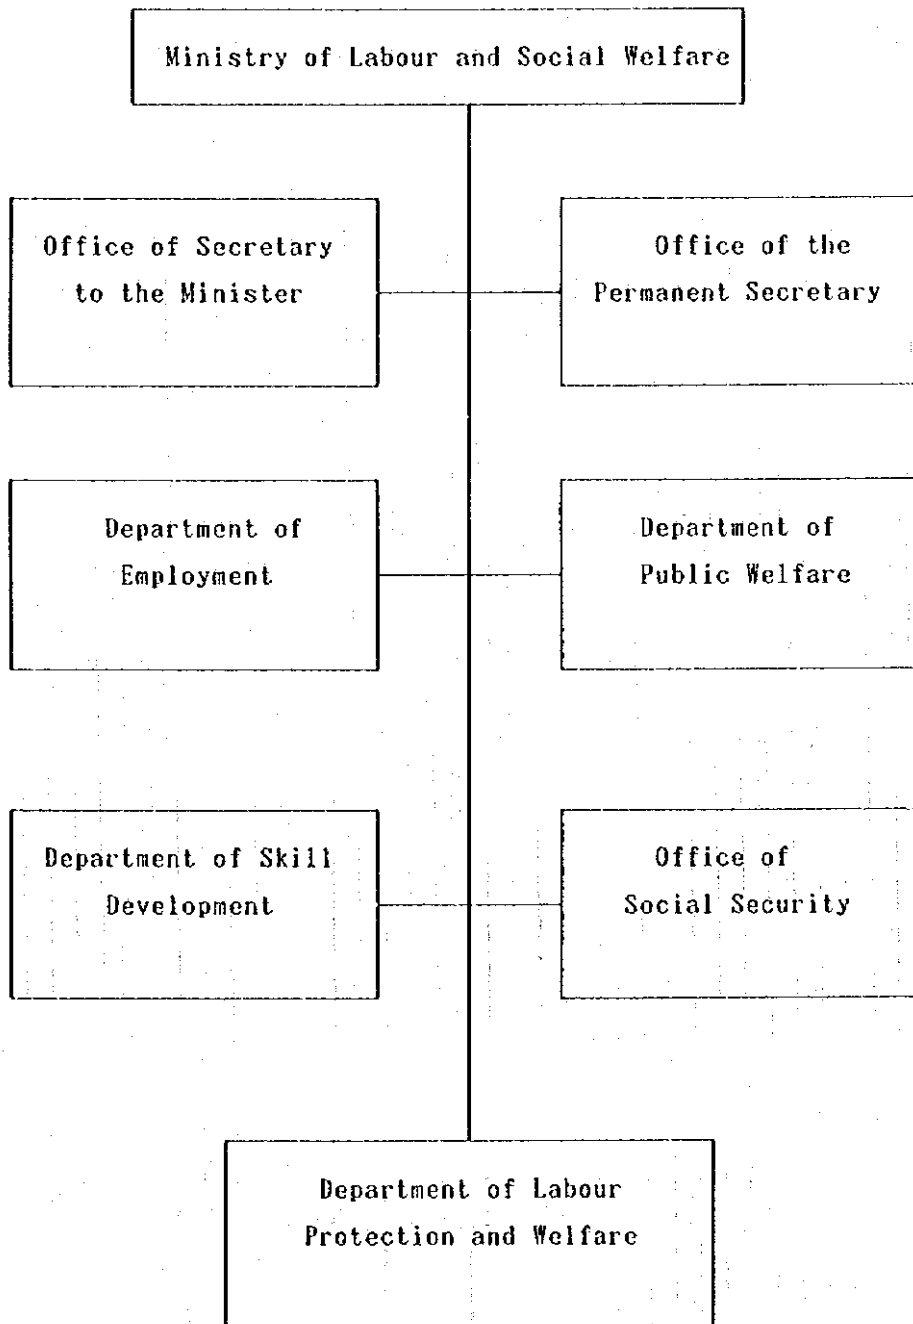 Ministry of Labour and Social Welfare
Office of Secretary
to the Minister
Office of the
Permanent Secretary
Department of
Employment
Department of
Public Welfare
Department of Skill
Development
Office of
Social Security
Department of Labour
Protection and Welfare